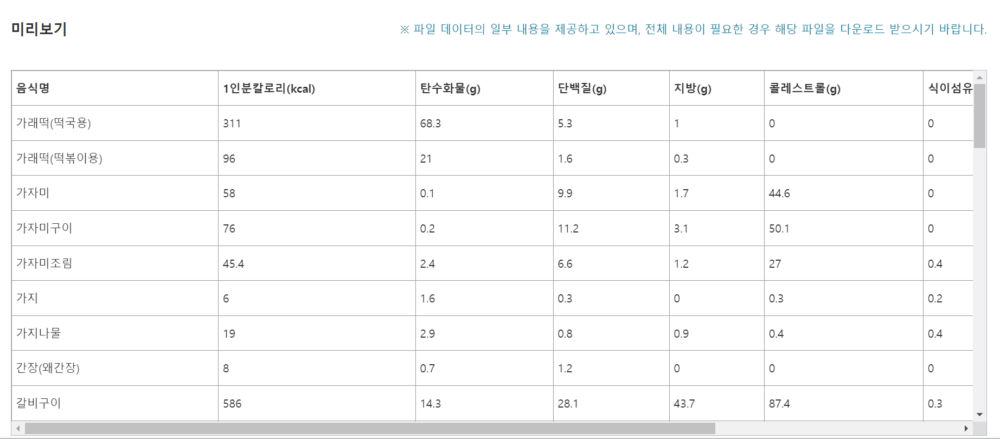 미리보기
※ 파일 데이터의 일부 내용을 제공하고 있으며, 전체 내용이 필요한 경우 해당 파일을 다운로드 받으시기 바랍니다.
음식명 1인분칼로리(kcal) 탄수화물(g) 단백질(g) 지방(g) 콜레스트롤(g) 식이섬유
가래떡(떡국용) 311 68.3 5.3 1 0 0
가래떡(떡볶이용) 96 21 1.6 0.3 0 0
가자미 58 0.1 9.9 1.7 44.6 0
가자미구이 76 0.2 11.2 3.1 50.1 0
가자미조림 45.4 2.4 6.6 1.2 27 0.4
가지 6 1.6 0.3 0 0.3 0.2
가지나물 19 2.9 0.8 0.9 0.4 0.4
간장(왜간장) 8 0.7 1.2 0 0 0
갈비구이 586 14.3 28.1 43.7 87.4 0.3